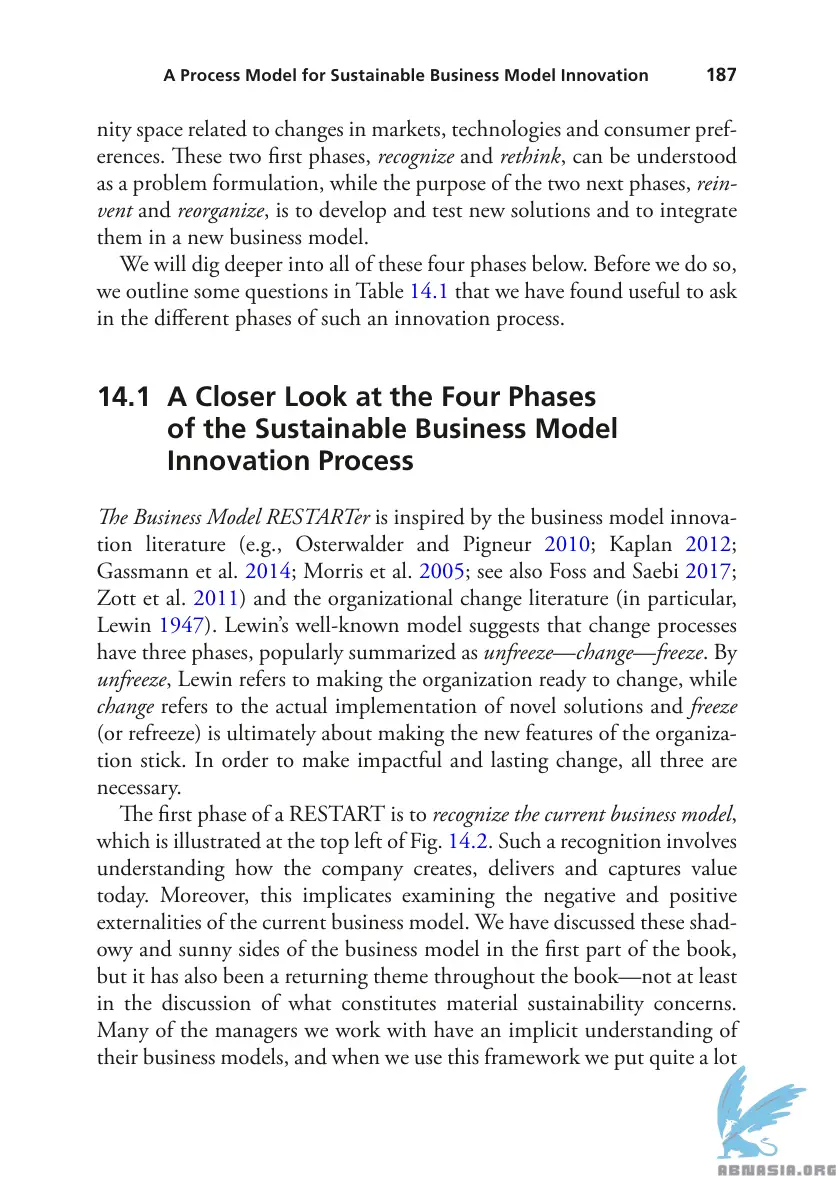 A Process Model for Sustainable Business Model Innovation 187
nity space related to changes in markets, technologies and consumer pref-
erences. These two first phases, recognize and rethink, can be understood
as a problem formulation, while the purpose of the two next phases, rein-
vent and reorganize, is to develop and test new solutions and to integrate
them in a new business model.
We will dig deeper into all of these four phases below. Before we do so,
we outline some questions in Table 14.1 that we have found useful to ask
in the different phases of such an innovation process.
14.1 A Closer Look at the Four Phases
of the Sustainable Business Model
Innovation Process
The Business Model RESTARTer is inspired by the business model innova-
tion literature (e.g., Osterwalder and Pigneur 2010; Kaplan 2012;
Gassmann et al. 2014; Morris et al. 2005; see also Foss and Saebi 2017;
Zott et al. 2011) and the organizational change literature (in particular,
Lewin 1947). Lewin’s well-known model suggests that change processes
have three phases, popularly summarized as unfreeze—change—freeze. By
unfreeze, Lewin refers to making the organization ready to change, while
change refers to the actual implementation of novel solutions and freeze
(or refreeze) is ultimately about making the new features of the organiza-
tion stick. In order to make impactful and lasting change, all three are
necessary.
The first phase of a RESTART is to recognize the current business model,
which is illustrated at the top left of Fig. 14.2. Such a recognition involves
understanding how the company creates, delivers and captures value
today. Moreover, this implicates examining the negative and positive
externalities of the current business model. We have discussed these shad-
owy and sunny sides of the business model in the first part of the book,
but it has also been a returning theme throughout the book—not at least
in the discussion of what constitutes material sustainability concerns.
Many of the managers we work with have an implicit understanding of
their business models, and when we use this framework we put quite a lot
ABNASIA.ORG